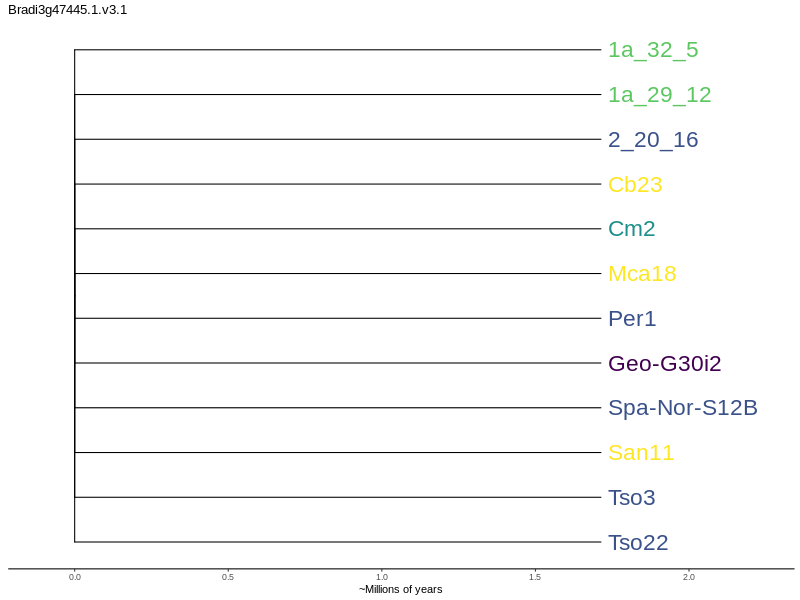 Bradi3g47445.1.v3.1
1a_32_5
1a_29_12
2_20_16
Cb23
Cm2
Mca18
Per1
Geo-G30i2
Spa-Nor-S12B
San11
Tso3
Tso22
0.0 0.5 1.0 1.5 2.0
~Millions of years